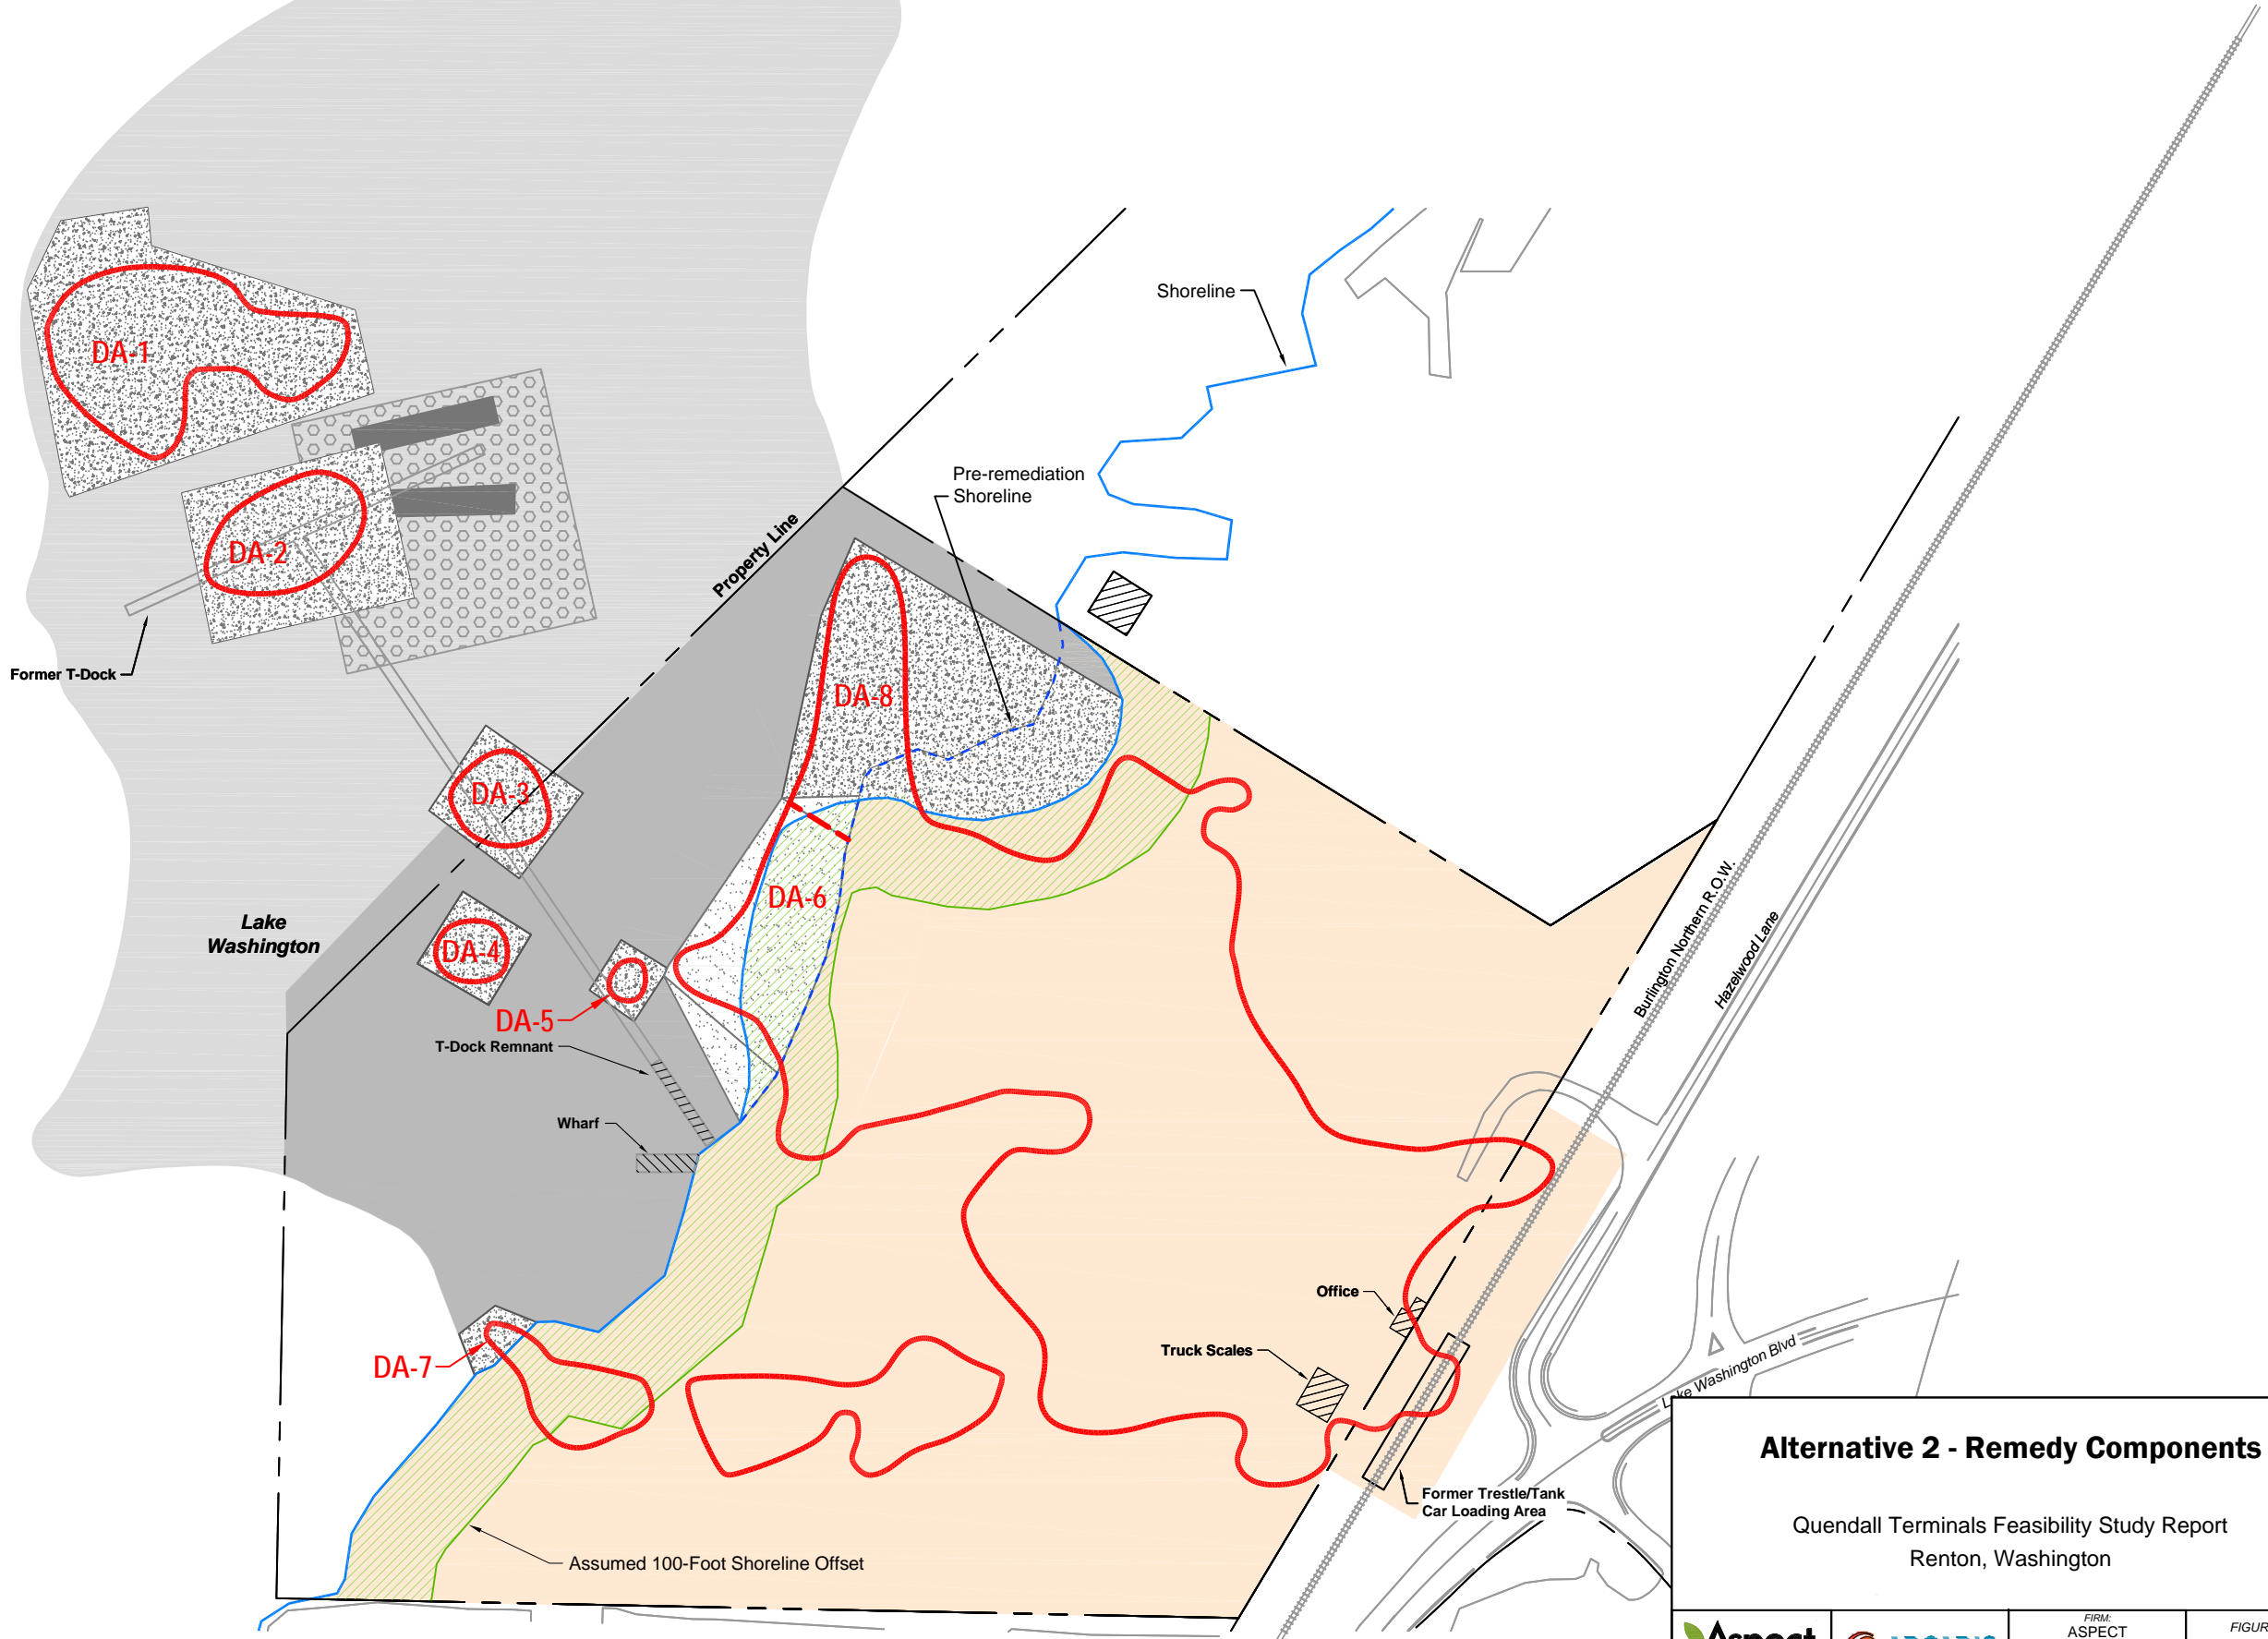 Shoreline
Pre-remediation
Shoreline
DA-1
Property Line
DA-2
Former T-Dock
DA-8
DA-3
DA-6
Lake
Washington
DA-4
Burlington Northern R.O.W.
Hazelwood Lane
DA-5
T-Dock Remnant
Wharf
Office
Truck Scales
Lake Washington Blvd
DA-7
Former Trestle/Tank
Car Loading Area
Assumed 100-Foot Shoreline Offset
Alternative 2 - Remedy Components
Quendall Terminals Feasibility Study Report
Renton, Washington
Aspect
FIRM:
ASPECT